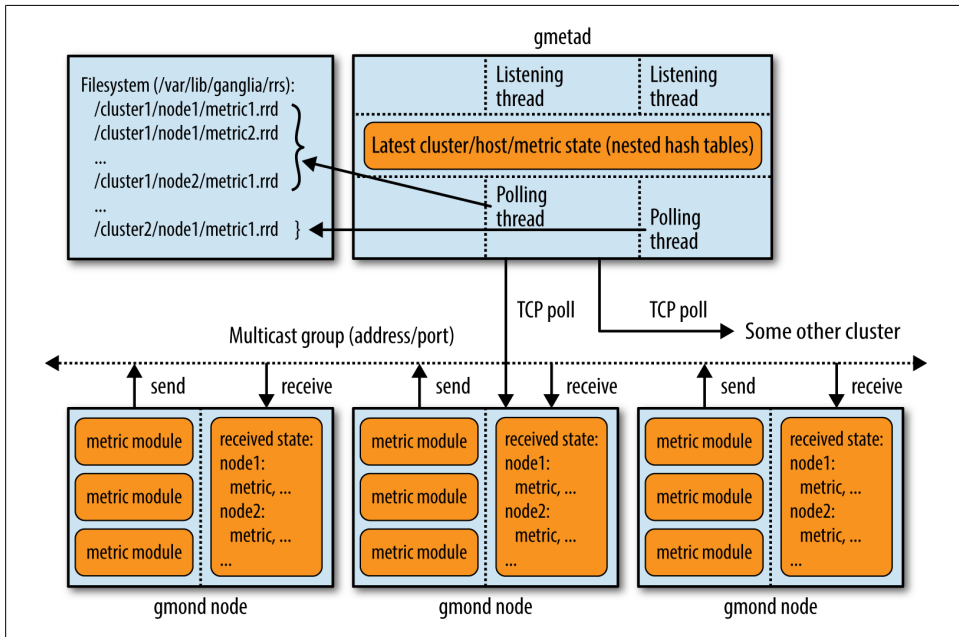 gmetad
Filesystem (/var/lib/ganglia/rrs):
/cluster1/node1/metric1.rrd
/cluster1/node1/metric2.rrd
...
/cluster1/node2/metric1.rrd
...
/cluster2/node1/metric1.rrd }
Listening
thread
Listening
thread
Latest cluster/host/metric state (nested hash tables)
Polling
thread
Polling
thread
TCP poll
TCP poll
Some other cluster
Multicast group (address/port)
send
receive
send
receive
send
receive
metric module
metric module
metric module
received state:
node1:
metric, ...
node2:
metric, ...
...
gmond node
metric module
metric module
metric module
received state:
node1:
metric, ...
node2:
metric, ...
...
gmond node
metric module
metric module
metric module
received state:
node1:
metric, ...
node2:
metric, ...
...
gmond node